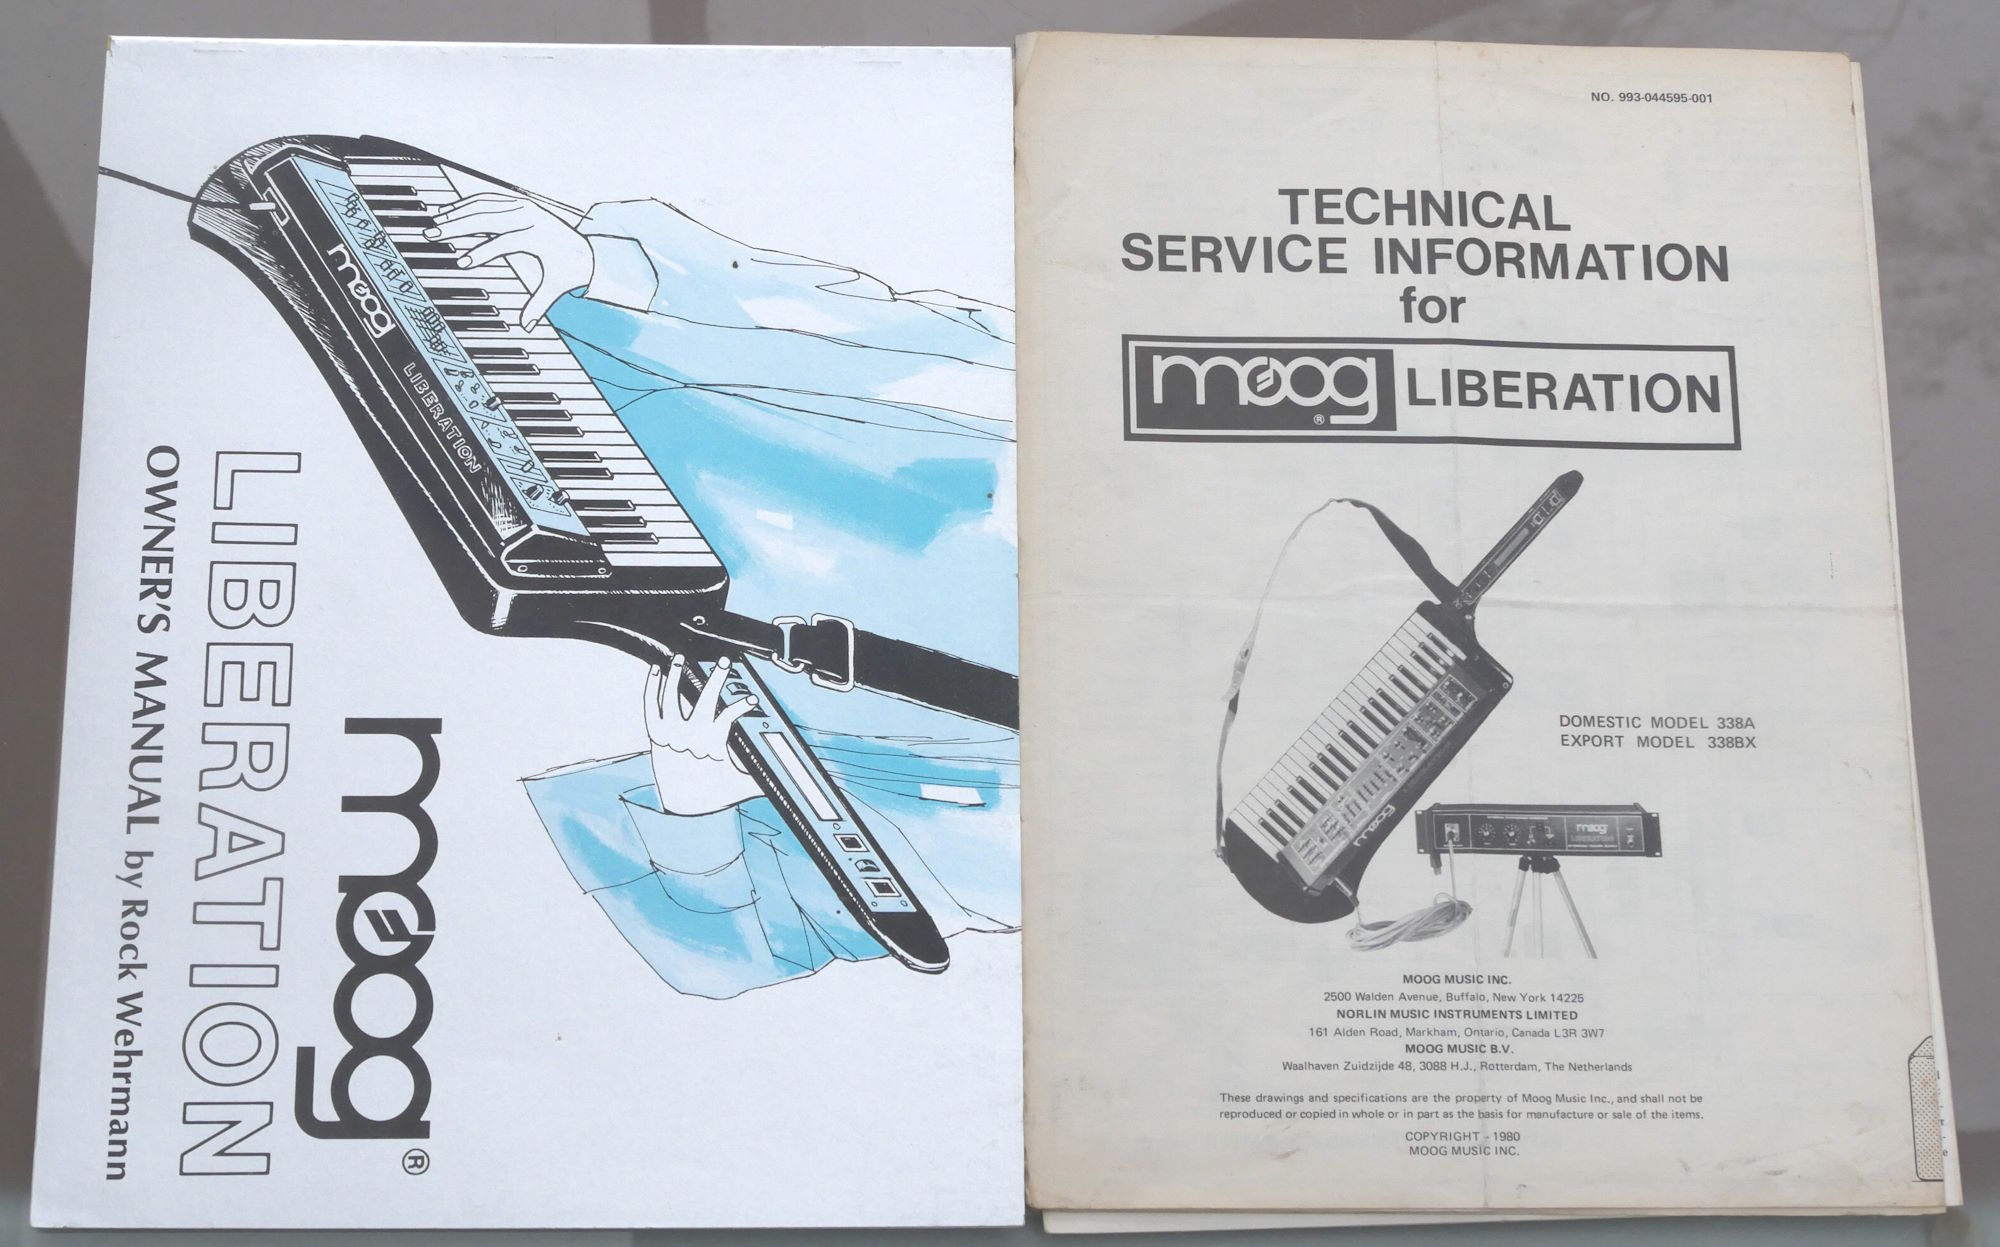 moog
LIBERATION
moog®
LIBERATION
OWNER'S MANUAL by Rock Wehrmann
NO. 993-044595-001
TECHNICAL
SERVICE INFORMATION
for
moog® LIBERATION
DOMESTIC MODEL 338A
EXPORT MODEL 338BX
moog
moog
LIBERATION
MOOG MUSIC INC.
2500 Walden Avenue, Buffalo, New York 14225
NORLIN MUSIC INSTRUMENTS LIMITED
161 Alden Road, Markham, Ontario, Canada L3R 3W7
MOOG MUSIC B.V.
Waalhaven Zuidzijde 48, 3088 H.J., Rotterdam, The Netherlands
These drawings and specifications are the property of Moog Music Inc., and shall not be
reproduced or copied in whole or in part as the basis for manufacture or sale of the items.
COPYRIGHT - 1980
MOOG MUSIC INC.